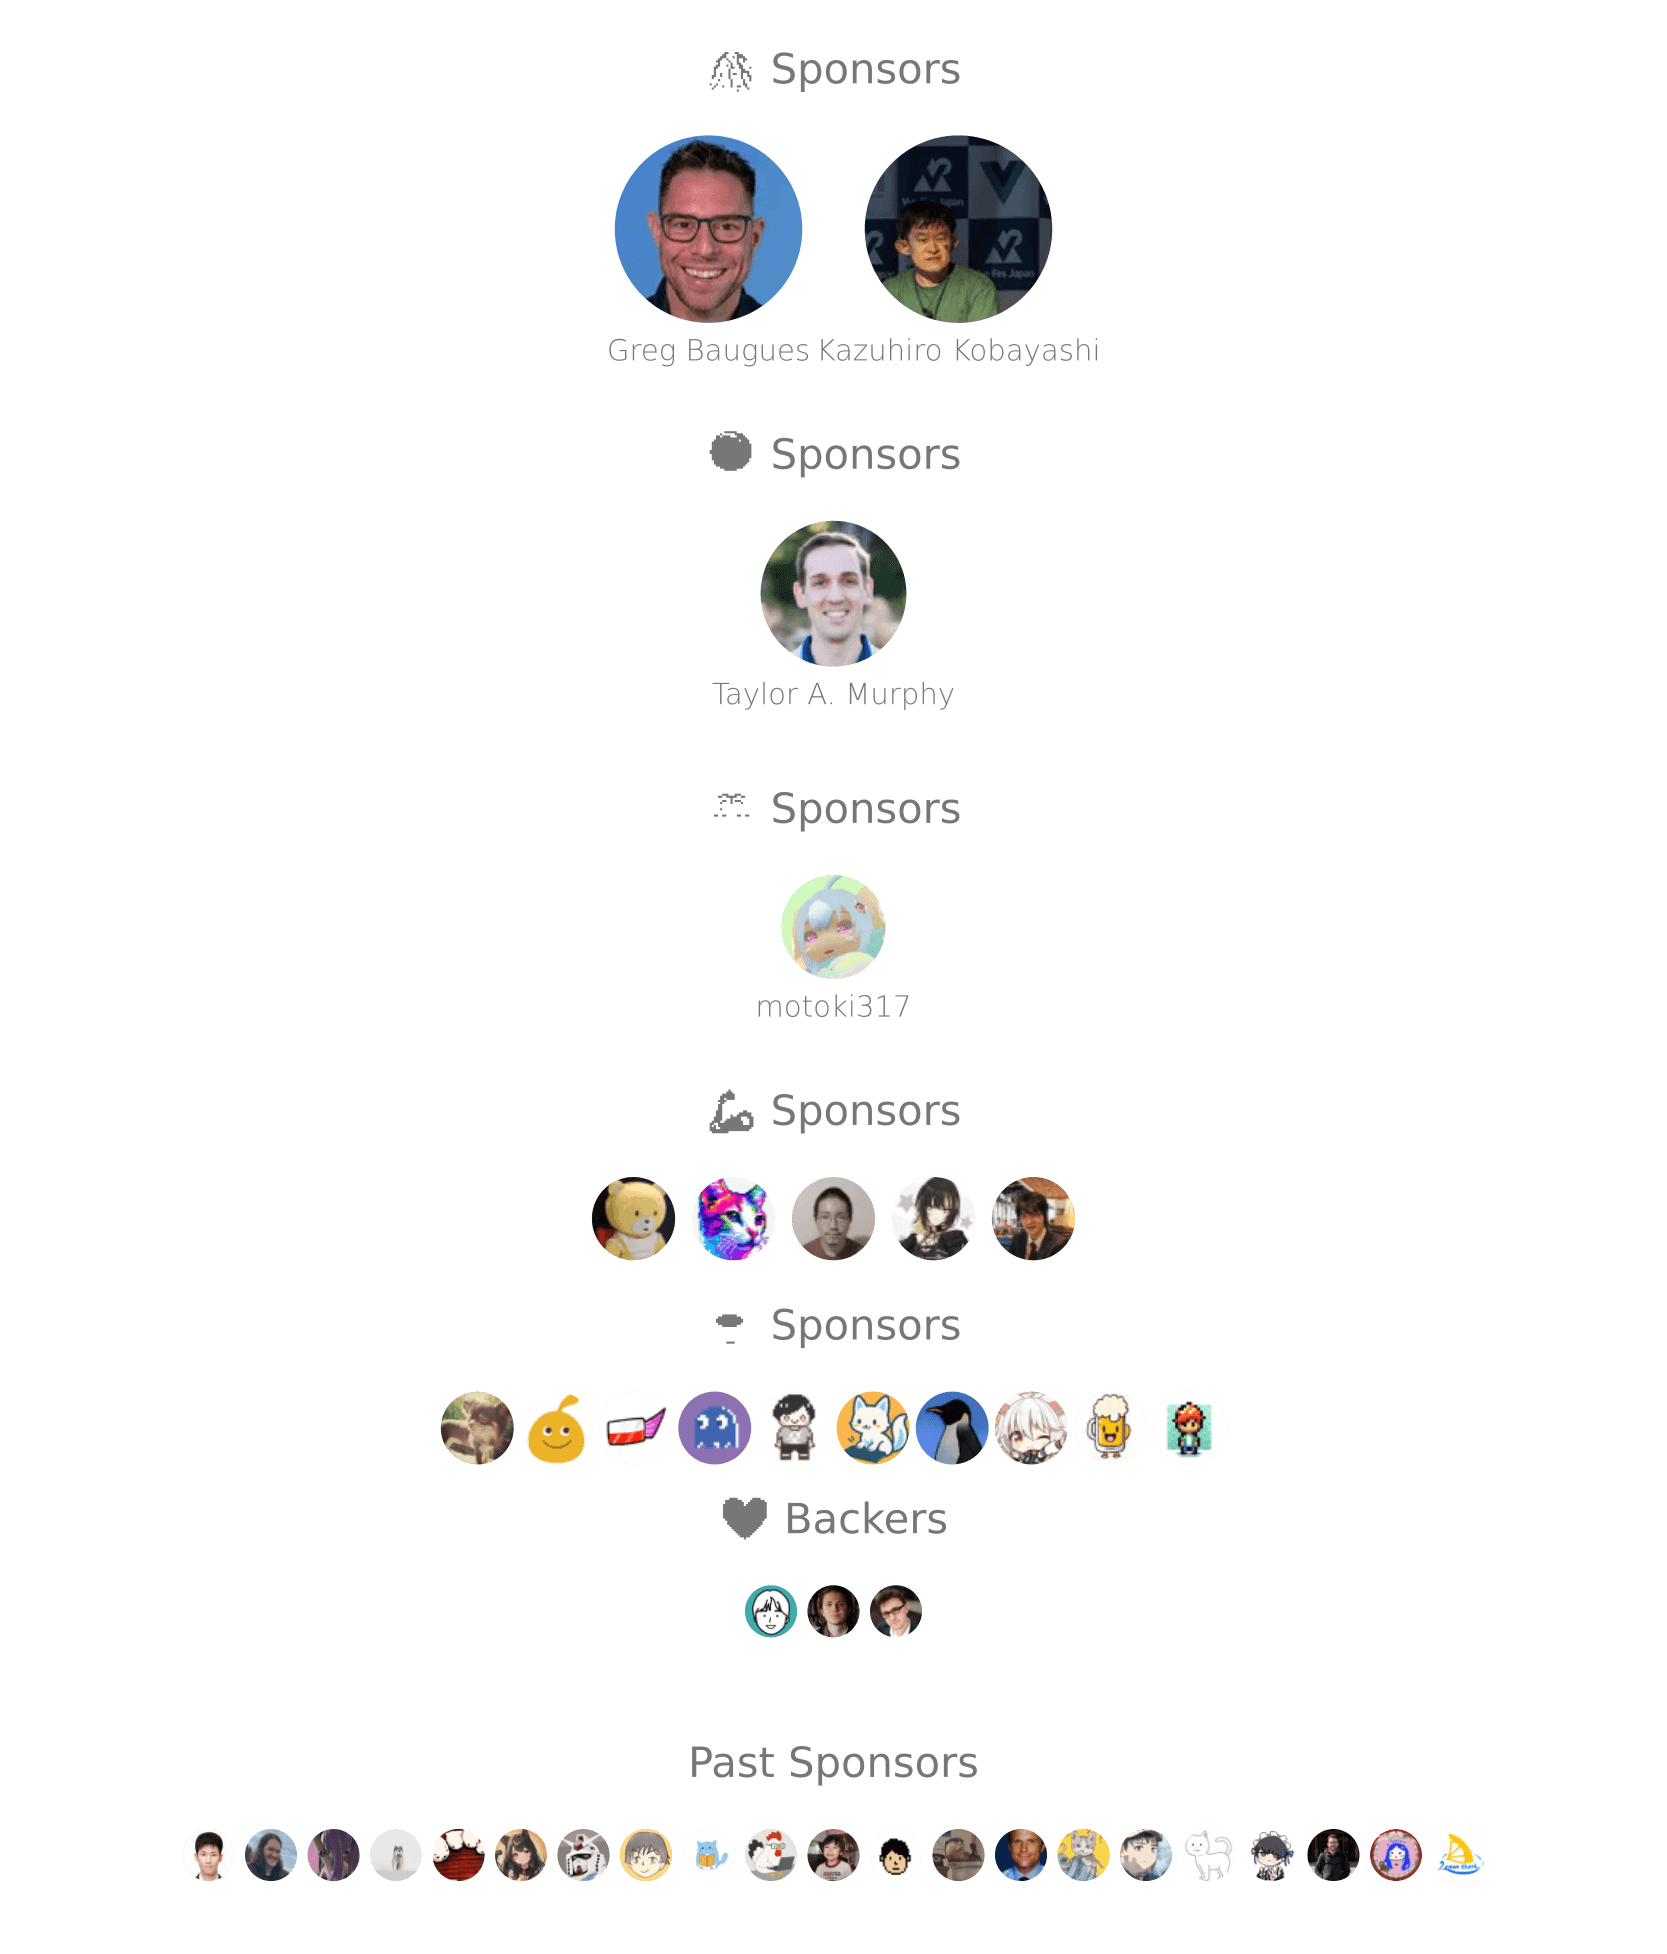 Sponsors
Greg Baugues Kazuhiro Kobayashi
Sponsors
Taylor A. Murphy
Sponsors
motoki317
Sponsors
Sponsors
Backers
Past Sponsors